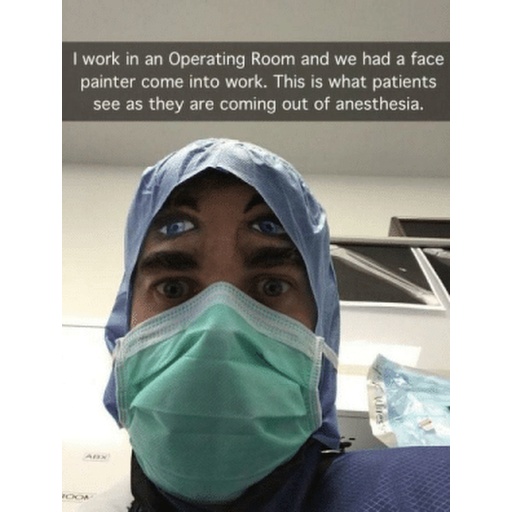 I work in an Operating Room and we had a face
painter come into work. This is what patients
see as they are coming out of anesthesia.